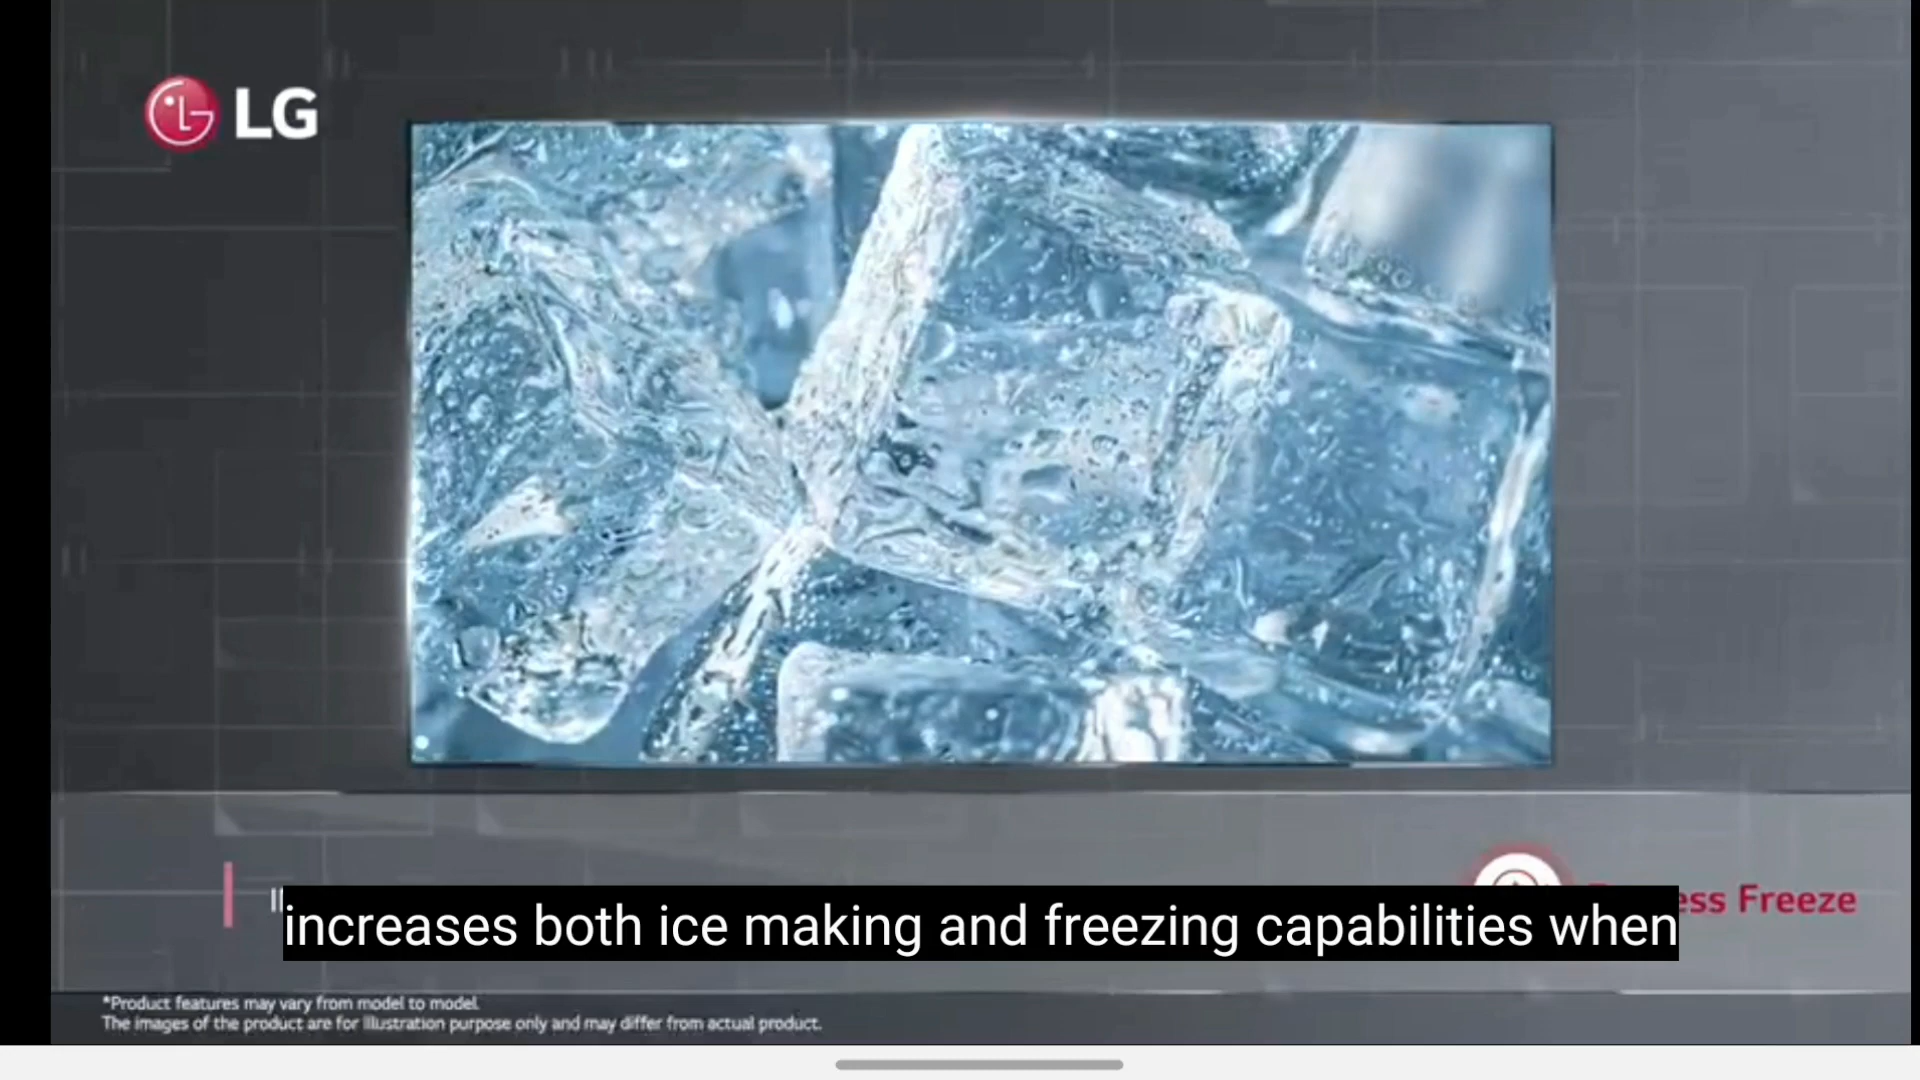 LG
increases both ice making and freezing capabilities when
Freeze
*Product features may vary from model to model.
The images of the product are for illustration purpose only and may differ from actual product.